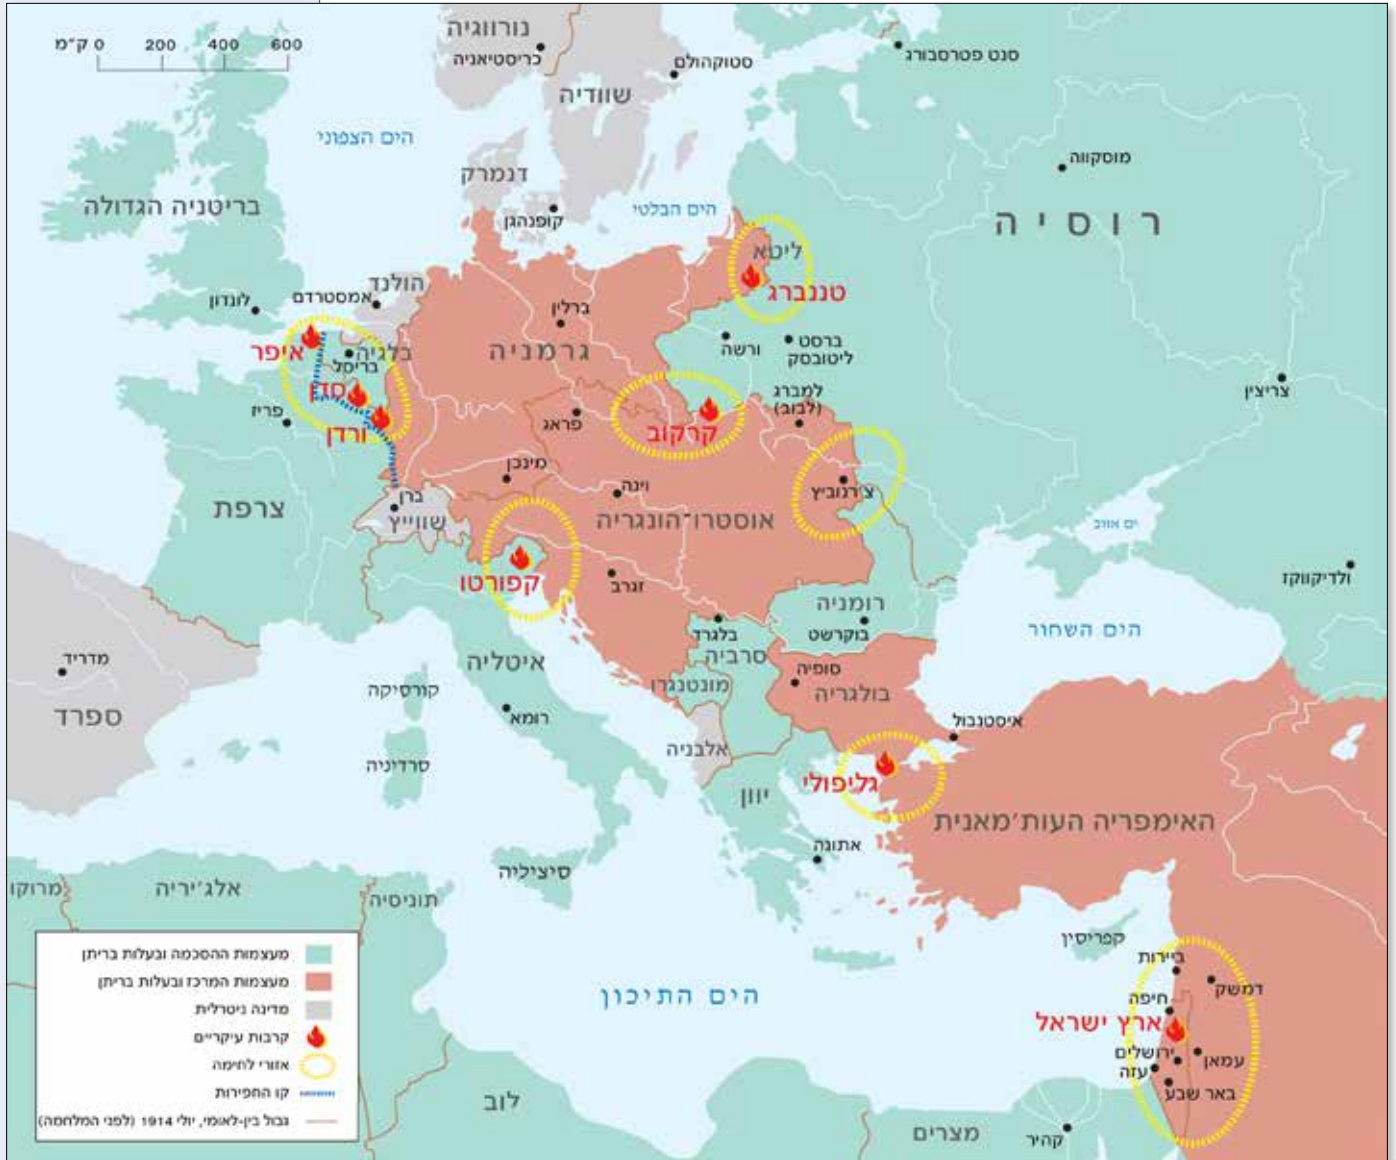 0 200 400 600 ק״מ
נורווגיה
כריסטיאניה
סטוקהולם
סנט פטרסבורג
שוודיה
הים הצפוני
מוסקווה
דנמרק
בריטניה הגדולה
קופנהגן
הים הבלטי
רוסיה
ליטא
הולנד
אמסטרדם
לונדון
ברלין
טננברג
איפר
בלגיה
בריסל
גרמניה
ורשה
ברסט
ליטובסק
צריצין
סדן
פריז
ורדן
פראג
קרקוב
למברג
(לבוב)
מינכן
וינה
צ'רנוביץ
ברן
שווייץ
צרפת
אוסטרו־הונגריה
ים אזוב
קפורטו
זגרב
ולדיקווקז
רומניה
בוקרשט
הים השחור
בלגרד
סרביה
מדריד
ספרד
איטליה
קורסיקה
רומא
מונטנגרו
סופיה
בולגריה
איסטנבול
אלבניה
סרדיניה
גליפולי
יוון
האימפריה העות'מאנית
אתונה
סיציליה
מרוקו
אלג'יריה
תוניסיה
קפריסין
ביירות
דמשק
חיפה
ארץ ישראל
הים התיכון
ירושלים
עמאן
עזה
באר שבע
לוב
מצרים
קהיר
מעצמות ההסכמה ובעלות בריתן
מעצמות המרכז ובעלות בריתן
מדינה ניטרלית
קרבות עיקריים
אזורי לחימה
קו החפירות
גבול בין-לאומי, יולי 1914 (לפני המלחמה)